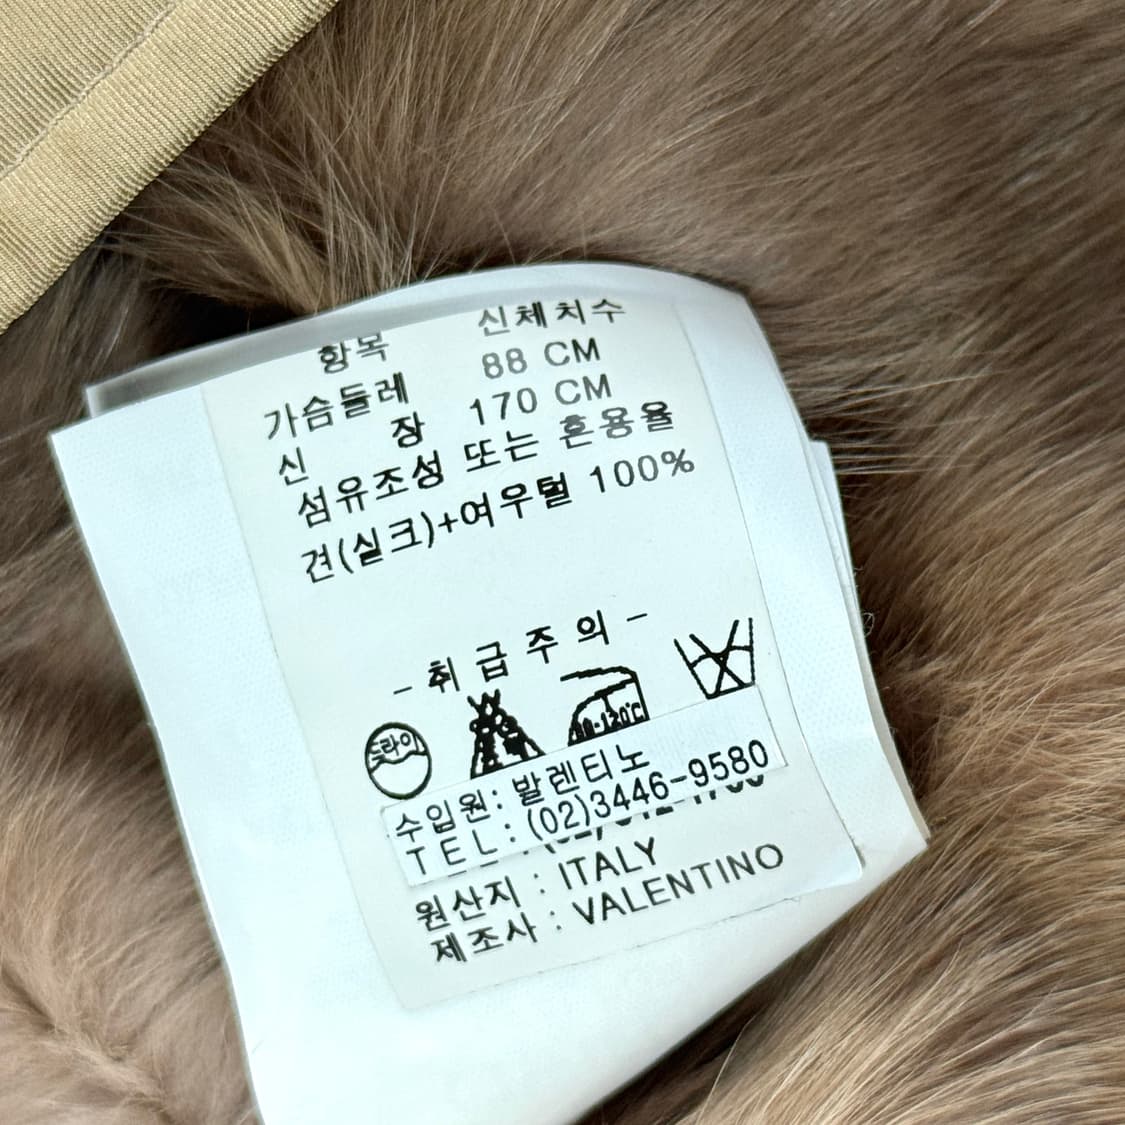 항목 신체치수
가슴둘레 88 CM
신 장 170 CM
섬유조성 또는 혼용율
견(실크)+여우털 100%
- 취급주의 -
드라이
80-120℃
수입원: 발렌티노
TEL: (02)3446-9580
원산지 : ITALY
제조사 : VALENTINO